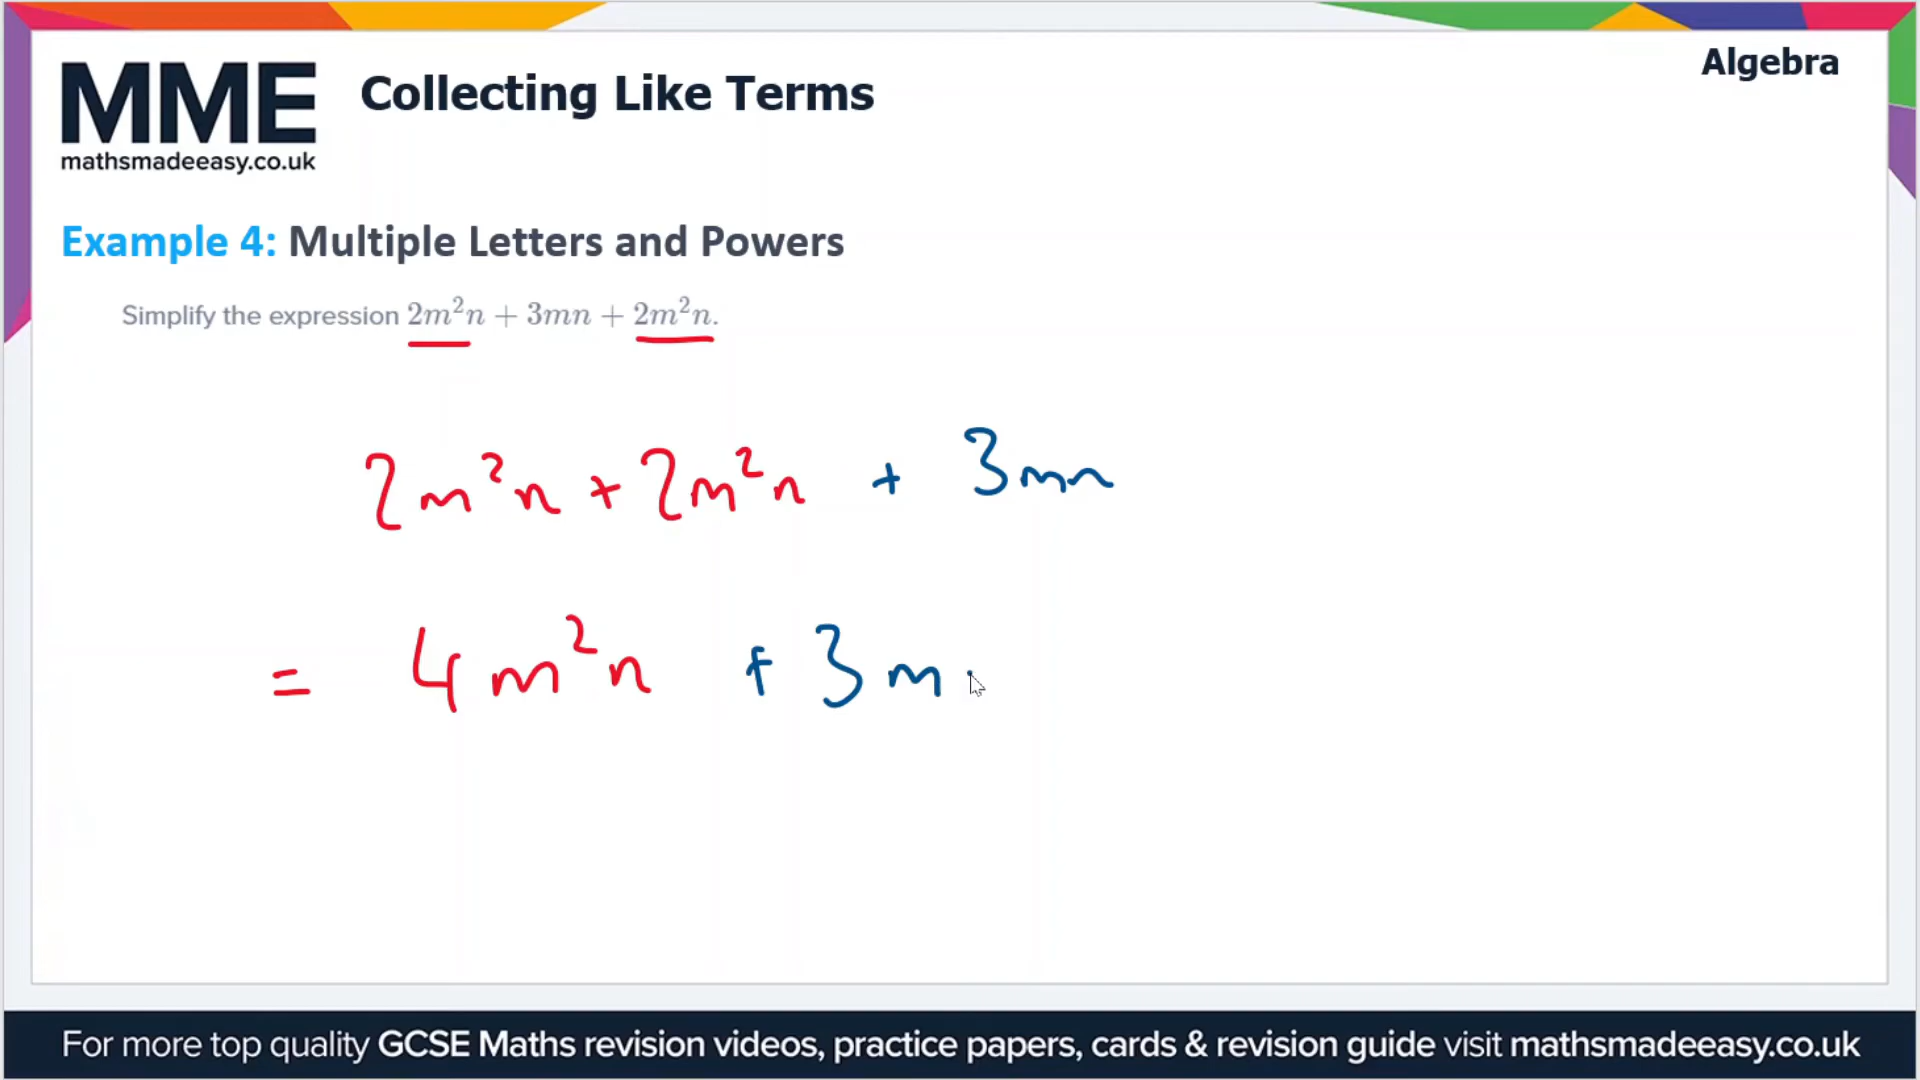 Algebra
MME
mathsmadeeasy.co.uk
Collecting Like Terms
Example 4: Multiple Letters and Powers
Simplify the expression 2m²n + 3mn + 2m²n.
2m²n + 2m²n + 3mn
= 4m²n + 3m
For more top quality GCSE Maths revision videos, practice papers, cards & revision guide visit mathsmadeeasy.co.uk